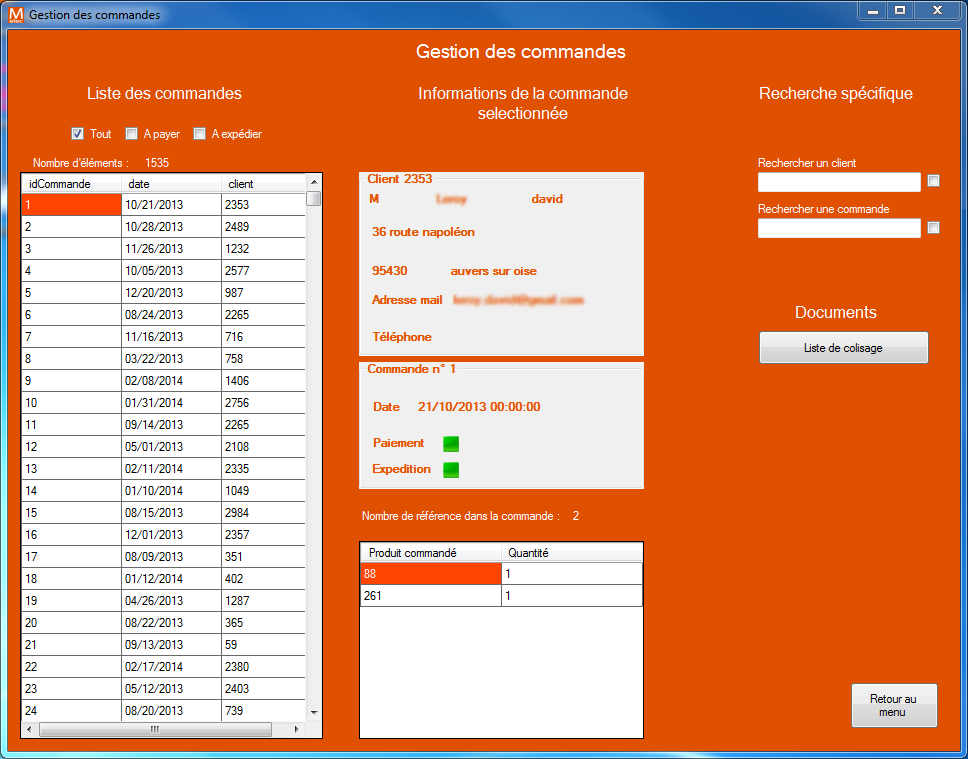 Gestion des commandes
Gestion des commandes
Liste des commandes
Tout A payer A expédier
Nombre d'éléments : 1535
idCommande date client
1 10/21/2013 2353
2 10/28/2013 2489
3 11/26/2013 1232
4 10/05/2013 2577
5 12/20/2013 987
6 08/24/2013 2265
7 11/16/2013 716
8 03/22/2013 758
9 02/08/2014 1406
10 01/31/2014 2756
11 09/14/2013 2265
12 05/01/2013 2108
13 02/11/2014 2335
14 01/10/2014 1049
15 08/15/2013 2984
16 12/01/2013 2357
17 08/09/2013 351
18 01/12/2014 402
19 04/26/2013 1287
20 08/22/2013 365
21 09/13/2013 59
22 02/17/2014 2380
23 05/12/2013 2403
24 08/20/2013 739
Informations de la commande
selectionnée
Client 2353
M david
36 route napoléon
95430 auvers sur oise
Adresse mail
Téléphone
Commande n° 1
Date 21/10/2013 00:00:00
Paiement
Expedition
Nombre de référence dans la commande : 2
Produit commandé Quantité
88 1
261 1
Recherche spécifique
Rechercher un client
Rechercher une commande
Documents
Liste de colisage
Retour au
menu